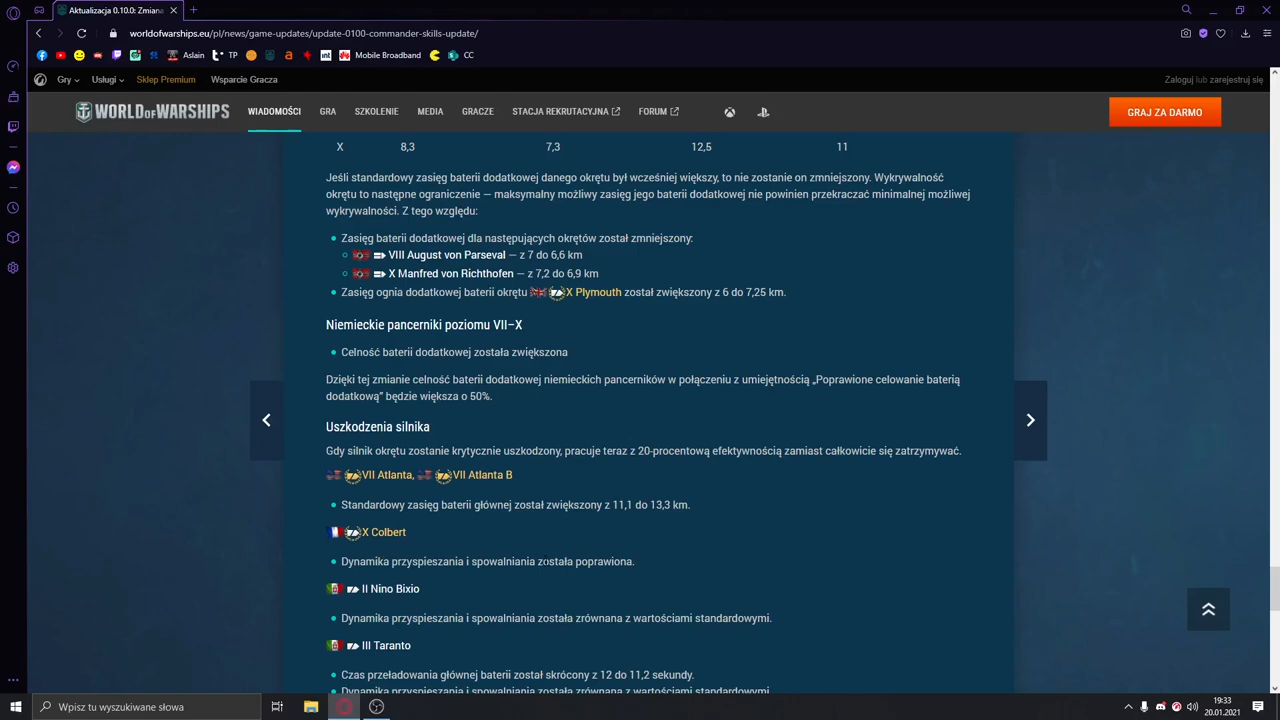 Aktualizacja 0.10.0: Zmian
worldofwarships.eu/pl/news/game-updates/update-0100-commander-skills-update/
Aslain
TP
int
Mobile Broadband
CC
Gry
Usługi
Sklep Premium
Wsparcie Gracza
Zaloguj lub zarejestruj się
WORLD OF WARSHIPS
WIADOMOŚCI
GRA
SZKOLENIE
MEDIA
GRACZE
STACJA REKRUTACYJNA
FORUM
GRAJ ZA DARMO
X 8,3 7,3 12,5 11
Jeśli standardowy zasięg baterii dodatkowej danego okrętu był wcześniej większy, to nie zostanie on zmniejszony. Wykrywalność
okrętu to następne ograniczenie — maksymalny możliwy zasięg jego baterii dodatkowej nie powinien przekraczać minimalnej możliwej
wykrywalności. Z tego względu:
Zasięg baterii dodatkowej dla następujących okrętów został zmniejszony:
VIII August von Parseval — z 7 do 6,6 km
X Manfred von Richthofen — z 7,2 do 6,9 km
Zasięg ognia dodatkowej baterii okrętu X Plymouth został zwiększony z 6 do 7,25 km.
Niemieckie pancerniki poziomu VII–X
Celność baterii dodatkowej została zwiększona
Dzięki tej zmianie celność baterii dodatkowej niemieckich pancerników w połączeniu z umiejętnością „Poprawione celowanie baterią
dodatkową” będzie większa o 50%.
Uszkodzenia silnika
Gdy silnik okrętu zostanie krytycznie uszkodzony, pracuje teraz z 20-procentową efektywnością zamiast całkowicie się zatrzymywać.
VII Atlanta, VII Atlanta B
Standardowy zasięg baterii głównej został zwiększony z 11,1 do 13,3 km.
X Colbert
Dynamika przyspieszania i spowalniania została poprawiona.
II Nino Bixio
Dynamika przyspieszania i spowalniania została zrównana z wartościami standardowymi.
III Taranto
Czas przeładowania głównej baterii został skrócony z 12 do 11,2 sekundy.
Dynamika przyspieszania i spowalniania została zrównana z wartościami standardowymi.
Wpisz tu wyszukiwane słowa
19:33
20.01.2021